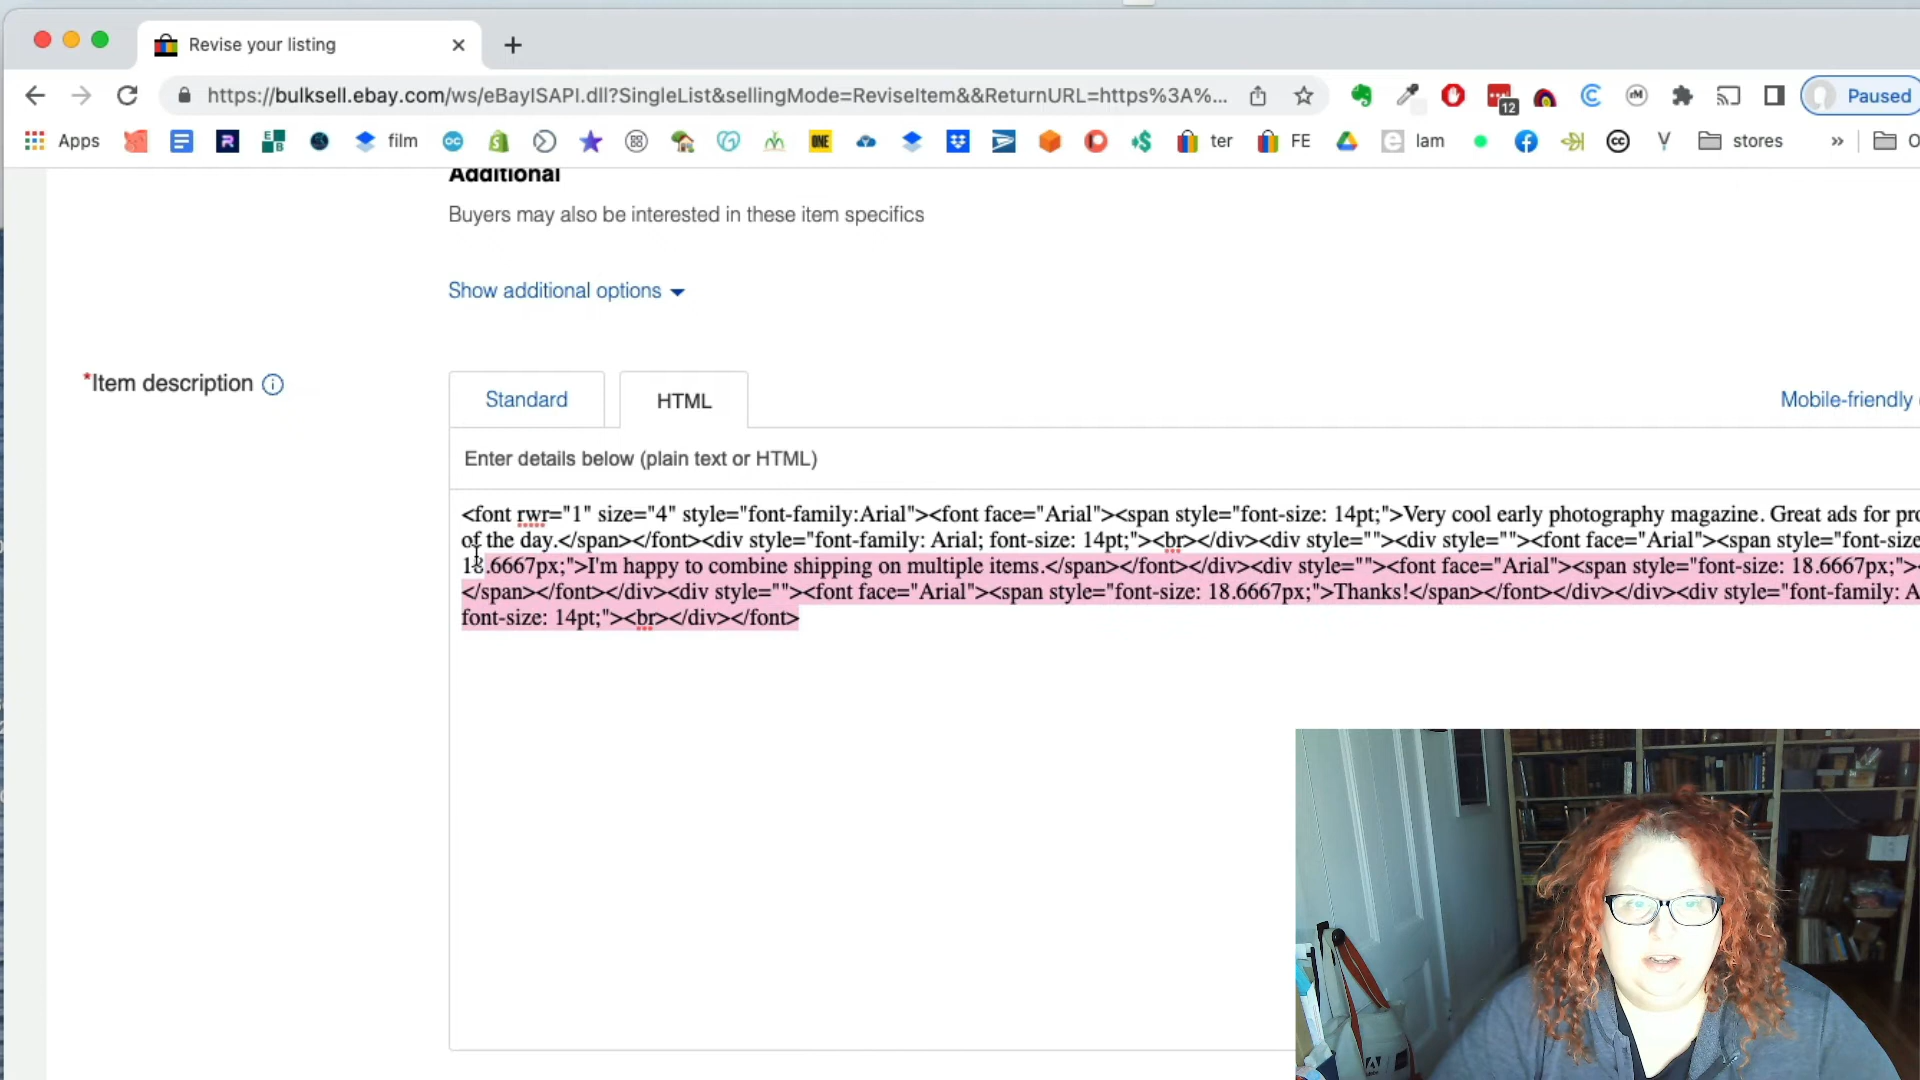 Revise your listing
https://bulksell.ebay.com/ws/eBayISAPI.dll?SingleList&sellingMode=ReviseItem&&ReturnURL=https%3A%...
12
Paused
Apps
film
ONE
ter
FE
lam
stores
Additional
Buyers may also be interested in these item specifics
Show additional options
*Item description
Standard
HTML
Mobile-friendly
Enter details below (plain text or HTML)
<font rwr="1" size="4" style="font-family:Arial"><font face="Arial"><span style="font-size: 14pt;">Very cool early photography magazine. Great ads for pro
of the day.</span></font><div style="font-family: Arial; font-size: 14pt;"><br></div><div style=""><div style=""><font face="Arial"><span style="font-size
18.6667px;">I'm happy to combine shipping on multiple items.</span></font></div><div style=""><font face="Arial"><span style="font-size: 18.6667px;"><
</span></font></div><div style=""><font face="Arial"><span style="font-size: 18.6667px;">Thanks!</span></font></div></div><div style="font-family: A
font-size: 14pt;"><br></div></font>